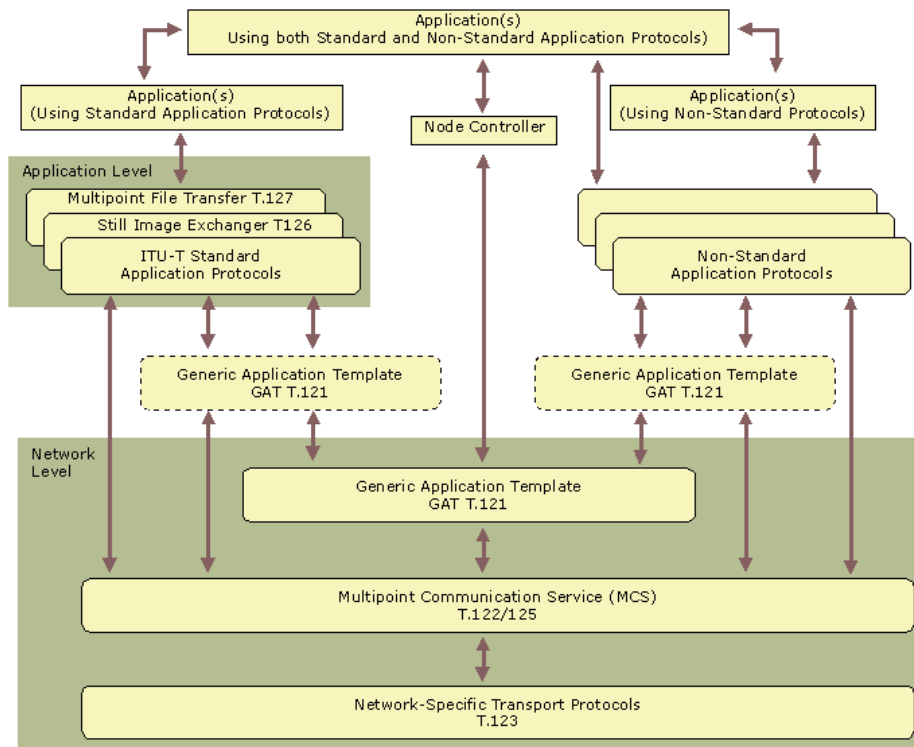 Application(s)
Using both Standard and Non-Standard Application Protocols)
Application(s)
(Using Standard Application Protocols)
Node Controller
Application(s)
(Using Non-Standard Protocols)
Application Level
Multipoint File Transfer T.127
Still Image Exchanger T126
ITU-T Standard
Application Protocols
Non-Standard
Application Protocols
Generic Application Template
GAT T.121
Generic Application Template
GAT T.121
Network
Level
Generic Application Template
GAT T.121
Multipoint Communication Service (MCS)
T.122/125
Network-Specific Transport Protocols
T.123